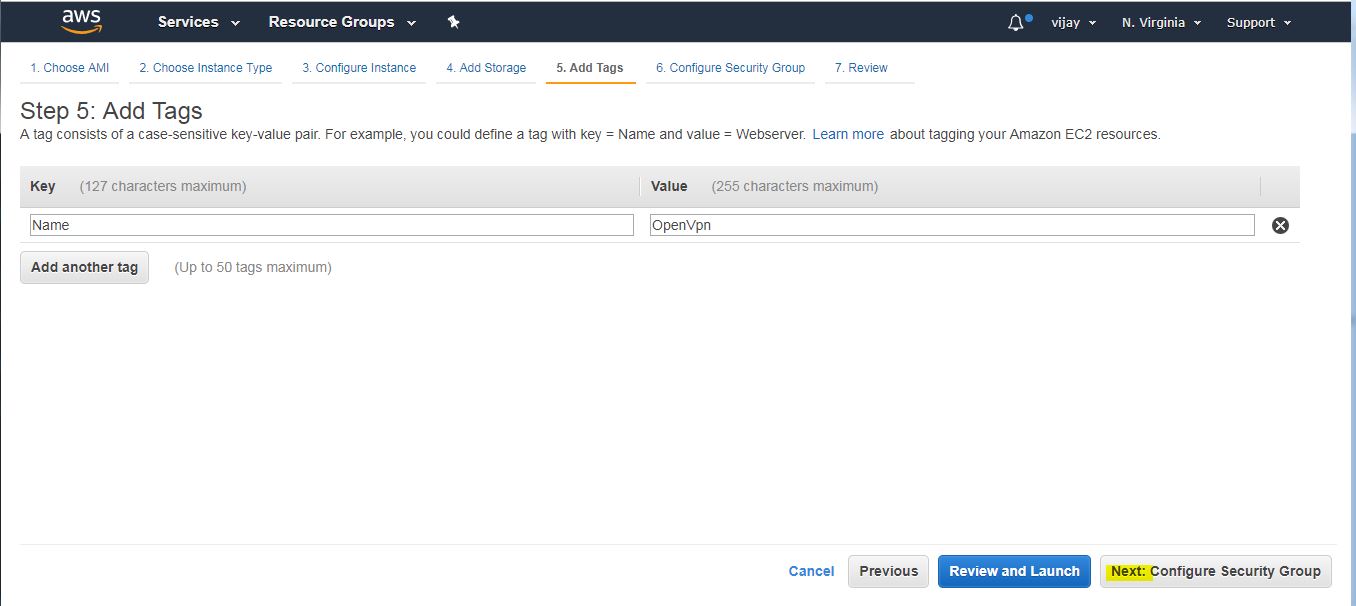 aws Services Resource Groups vijay N. Virginia Support
1. Choose AMI 2. Choose Instance Type 3. Configure Instance 4. Add Storage 5. Add Tags 6. Configure Security Group 7. Review
Step 5: Add Tags
A tag consists of a case-sensitive key-value pair. For example, you could define a tag with key = Name and value = Webserver. Learn more about tagging your Amazon EC2 resources.
Key (127 characters maximum) Value (255 characters maximum)
Name OpenVpn
Add another tag (Up to 50 tags maximum)
Cancel Previous Review and Launch Next: Configure Security Group